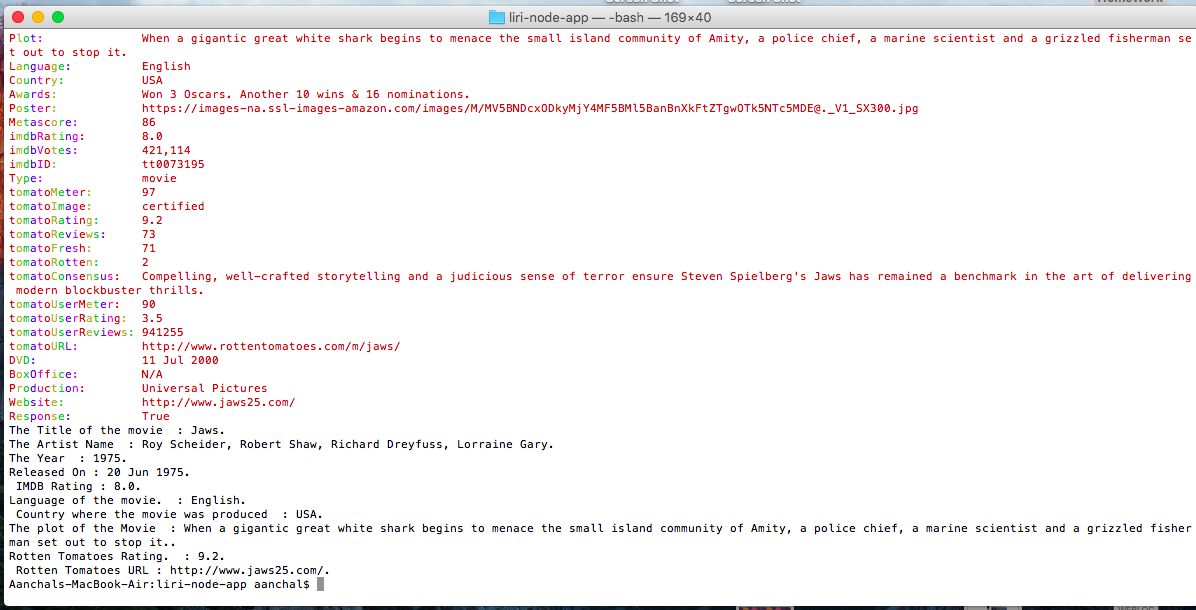 liri-node-app — -bash — 169×40
Plot: When a gigantic great white shark begins to menace the small island community of Amity, a police chief, a marine scientist and a grizzled fisherman se
t out to stop it.
Language: English
Country: USA
Awards: Won 3 Oscars. Another 10 wins & 16 nominations.
Poster: https://images-na.ssl-images-amazon.com/images/M/MV5BNDcxODkyMjY4MF5BMl5BanBnXkFtZTgwOTk5NTc5MDE@._V1_SX300.jpg
Metascore: 86
imdbRating: 8.0
imdbVotes: 421,114
imdbID: tt0073195
Type: movie
tomatoMeter: 97
tomatoImage: certified
tomatoRating: 9.2
tomatoReviews: 73
tomatoFresh: 71
tomatoRotten: 2
tomatoConsensus: Compelling, well-crafted storytelling and a judicious sense of terror ensure Steven Spielberg's Jaws has remained a benchmark in the art of delivering
modern blockbuster thrills.
tomatoUserMeter: 90
tomatoUserRating: 3.5
tomatoUserReviews: 941255
tomatoURL: http://www.rottentomatoes.com/m/jaws/
DVD: 11 Jul 2000
BoxOffice: N/A
Production: Universal Pictures
Website: http://www.jaws25.com/
Response: True
The Title of the movie  : Jaws.
The Artist Name  : Roy Scheider, Robert Shaw, Richard Dreyfuss, Lorraine Gary.
The Year  : 1975.
Released On : 20 Jun 1975.
IMDB Rating : 8.0.
Language of the movie.  : English.
Country where the movie was produced  : USA.
The plot of the Movie  : When a gigantic great white shark begins to menace the small island community of Amity, a police chief, a marine scientist and a grizzled fisher
man set out to stop it..
Rotten Tomatoes Rating.  : 9.2.
Rotten Tomatoes URL : http://www.jaws25.com/.
Aanchals-MacBook-Air:liri-node-app aanchal$